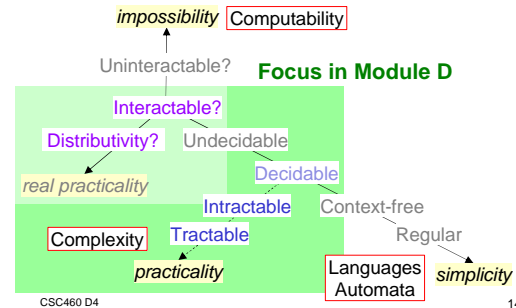 impossibility Computability
Uninteractable?
Focus in Module D
Interactable?
Distributivity? Undecidable
Decidable
real practicality
Intractable Context-free
Tractable Regular
Complexity
practicality
Languages
Automata
simplicity
CSC460 D4
14